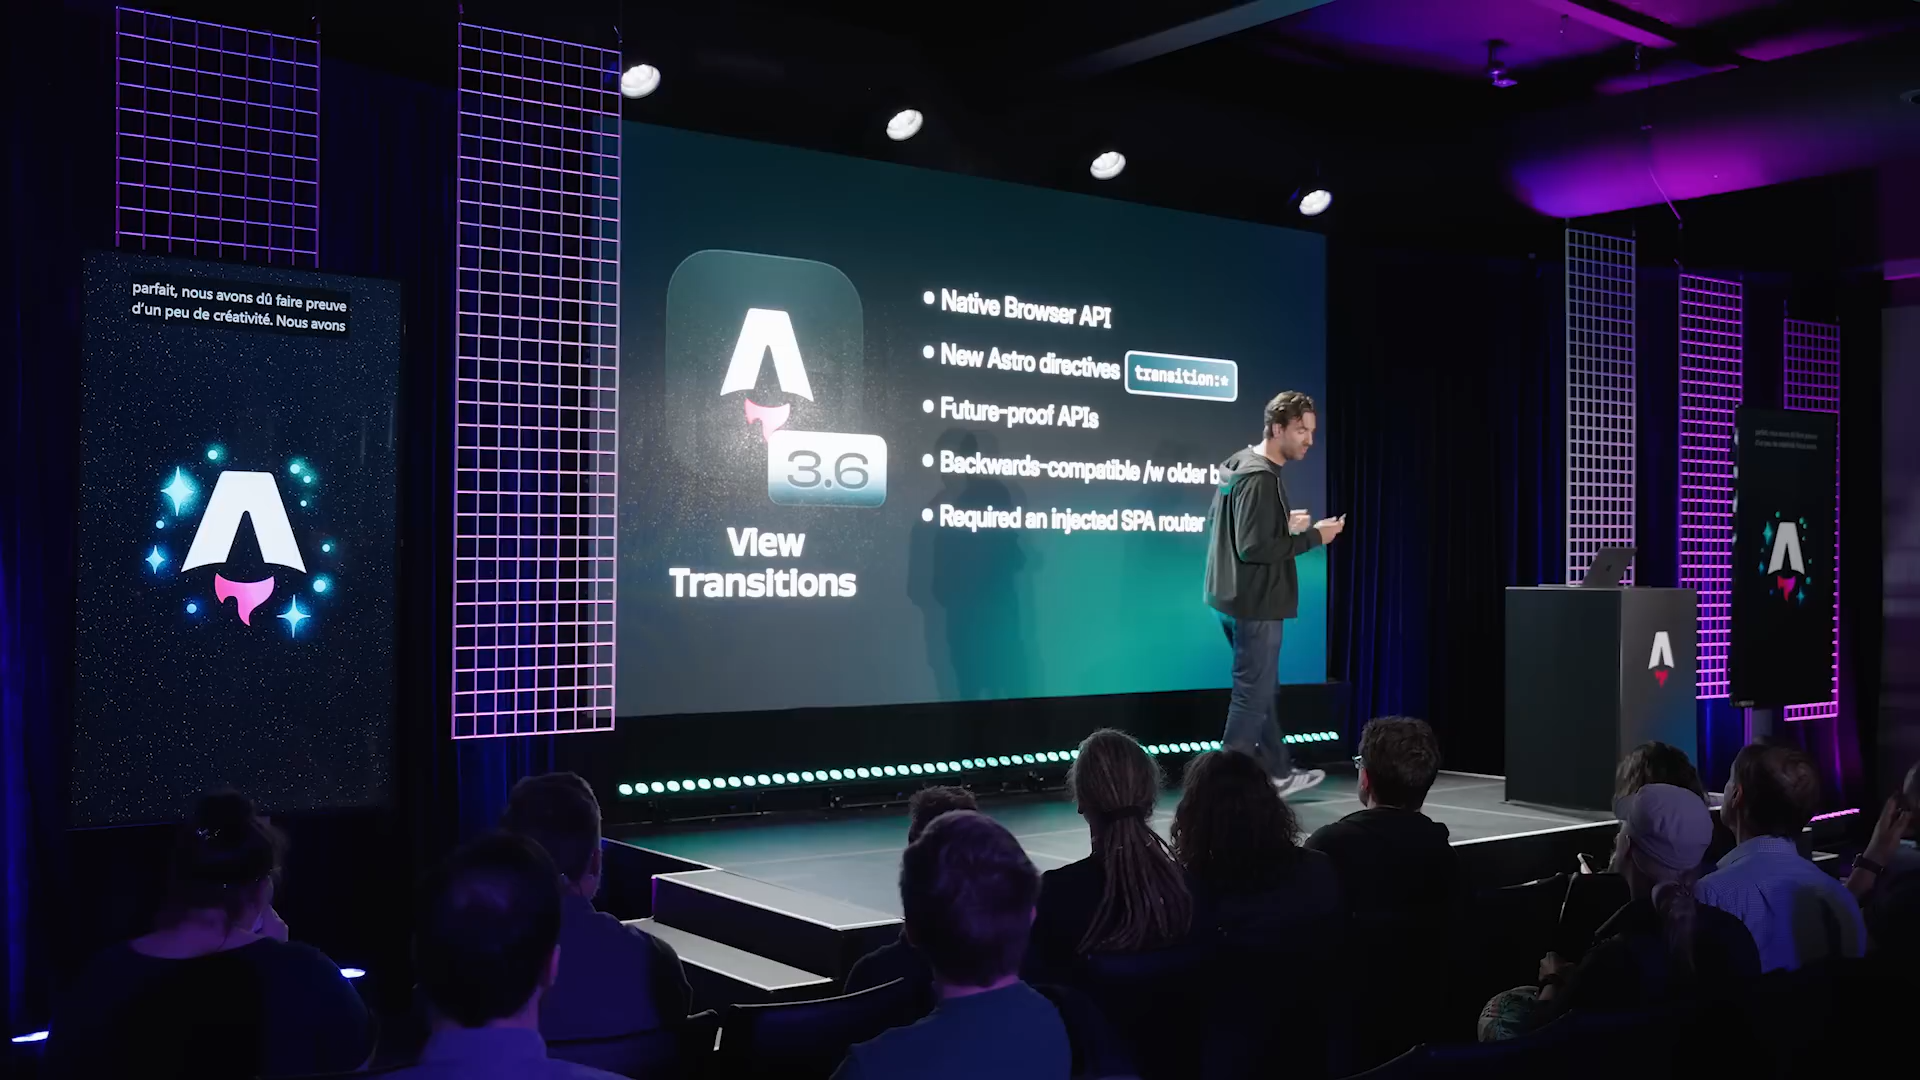 parfait, nous avons dû faire preuve
d'un peu de créativité. Nous avons
3.6
View
Transitions
• Native Browser API
• New Astro directives transition:*
• Future-proof APIs
• Backwards-compatible /w older b
• Required an injected SPA router